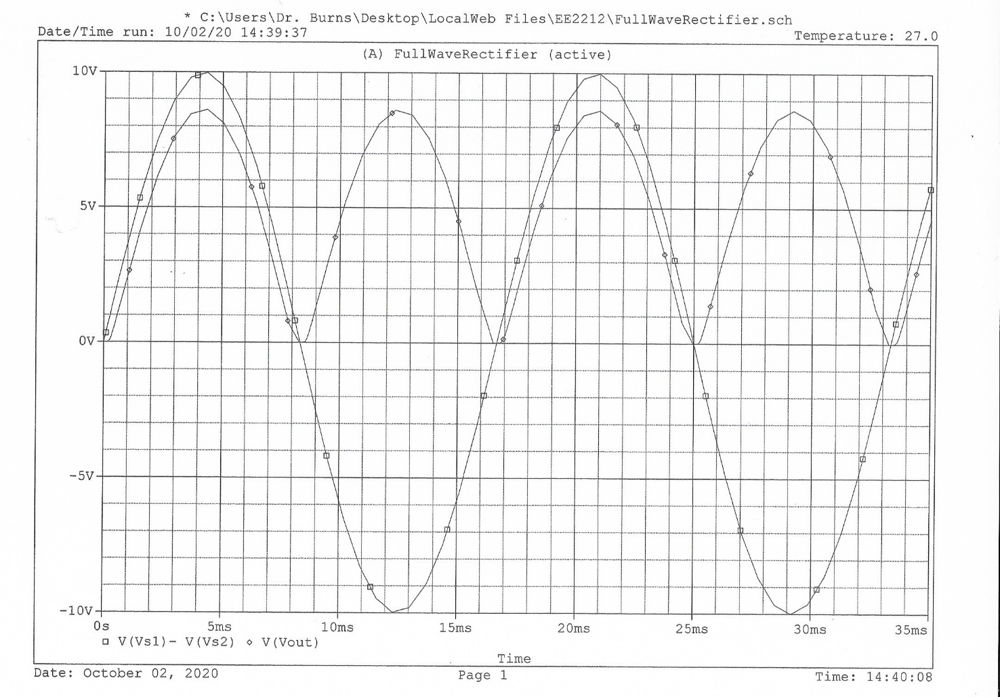 * C:\Users\Dr. Burns\Desktop\LocalWeb Files\EE2212\FullWaveRectifier.sch
Date/Time run: 10/02/20 14:39:37 Temperature: 27.0
(A) FullWaveRectifier (active)
10V
5V
0V
-5V
-10V
0s 5ms 10ms 15ms 20ms 25ms 30ms 35ms
V(Vs1)- V(Vs2) V(Vout)
Time
Date: October 02, 2020 Page 1 Time: 14:40:08